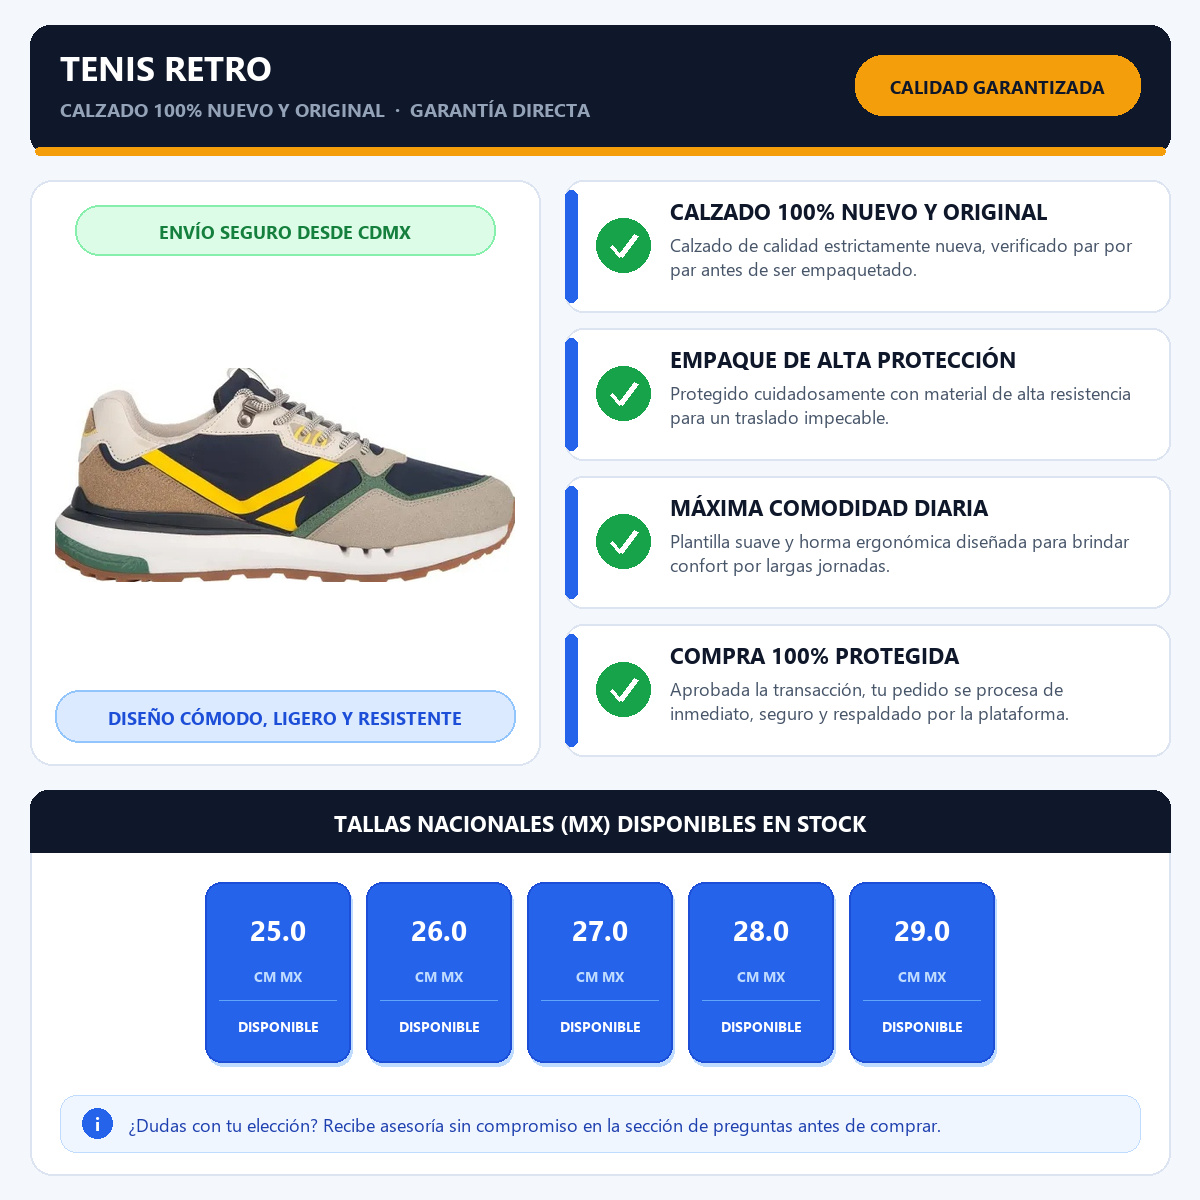 TENIS RETRO
CALZADO 100% NUEVO Y ORIGINAL · GARANTÍA DIRECTA
CALIDAD GARANTIZADA
ENVÍO SEGURO DESDE CDMX
DISEÑO CÓMODO, LIGERO Y RESISTENTE
CALZADO 100% NUEVO Y ORIGINAL
Calzado de calidad estrictamente nueva, verificado par por
par antes de ser empaquetado.
EMPAQUE DE ALTA PROTECCIÓN
Protegido cuidadosamente con material de alta resistencia
para un traslado impecable.
MÁXIMA COMODIDAD DIARIA
Plantilla suave y horma ergonómica diseñada para brindar
confort por largas jornadas.
COMPRA 100% PROTEGIDA
Aprobada la transacción, tu pedido se procesa de
inmediato, seguro y respaldado por la plataforma.
TALLAS NACIONALES (MX) DISPONIBLES EN STOCK
25.0
CM MX
DISPONIBLE
26.0
CM MX
DISPONIBLE
27.0
CM MX
DISPONIBLE
28.0
CM MX
DISPONIBLE
29.0
CM MX
DISPONIBLE
i
¿Dudas con tu elección? Recibe asesoría sin compromiso en la sección de preguntas antes de comprar.